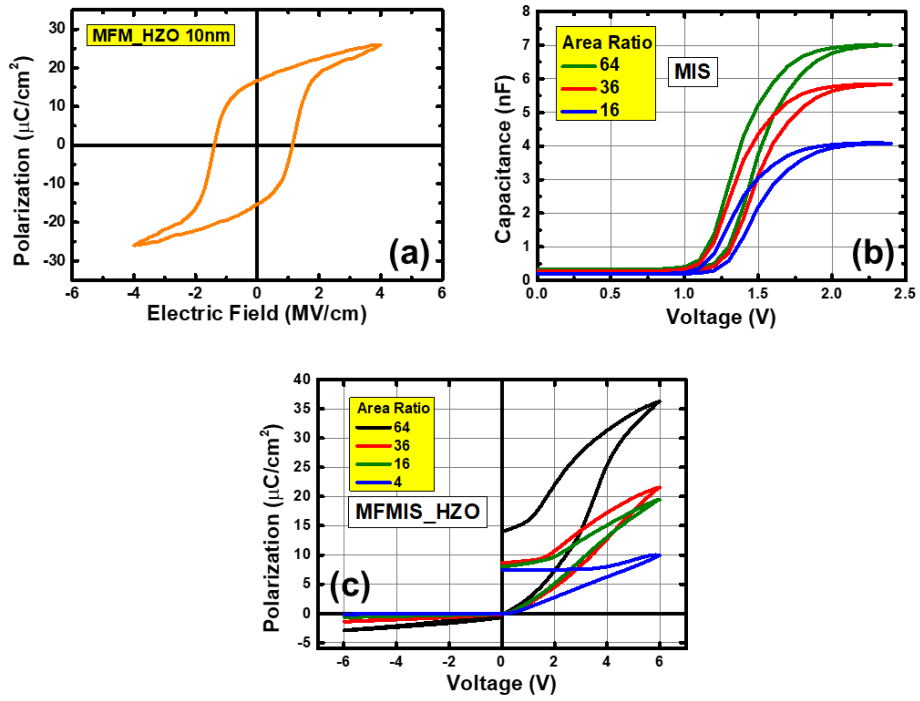 MFM_HZO 10nm
30
20
10
0
-10
-20
-30
Polarization (μC/cm²)
-6 -4 -2 0 2 4 6
Electric Field (MV/cm)
(a)
7
6
5
4
3
2
1
0
Capacitance (nF)
Area Ratio
64
36
16
MIS
0.0 0.5 1.0 1.5 2.0 2.5
Voltage (V)
(b)
40
35
30
25
20
15
10
5
0
-5
Polarization (μC/cm²)
Area Ratio
64
36
16
4
MFMIS_HZO
(c)
-6 -4 -2 0 2 4 6
Voltage (V)